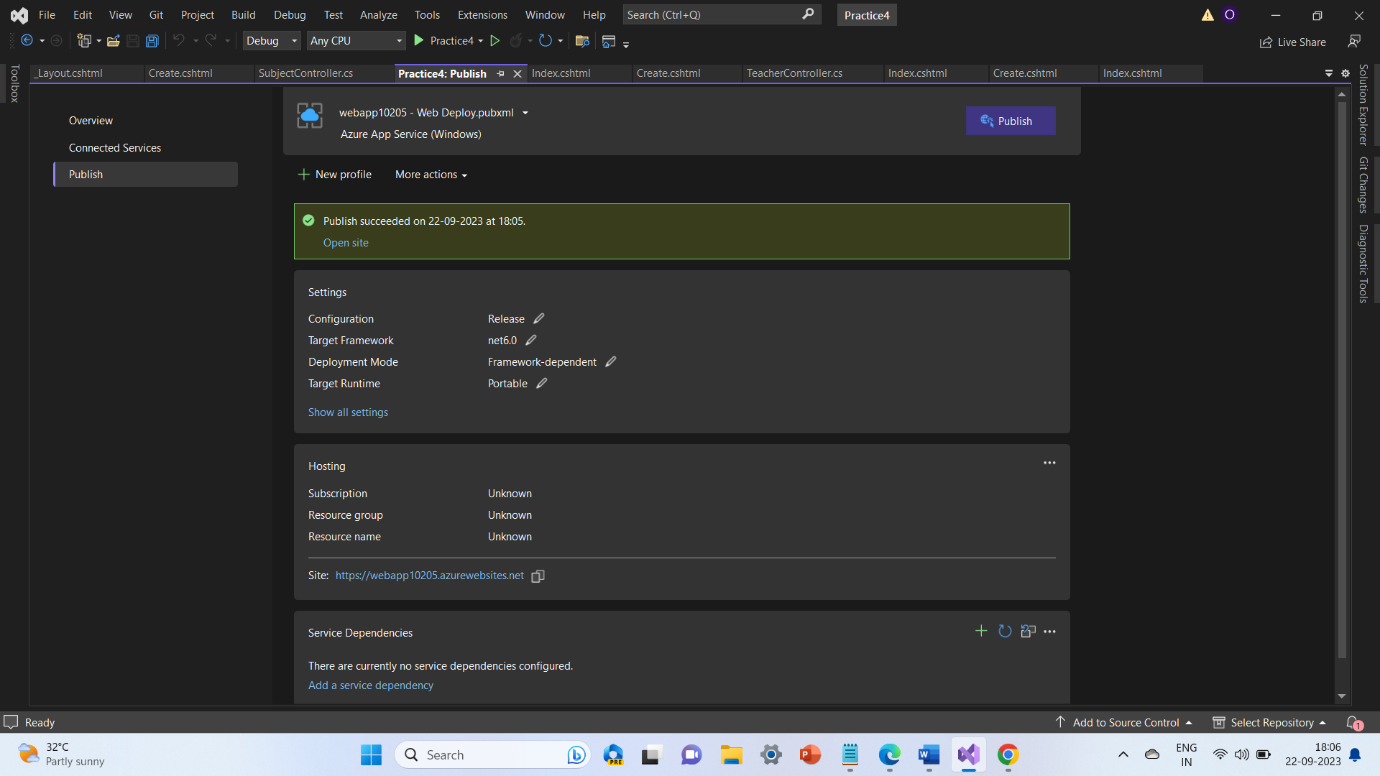 File Edit View Git Project Build Debug Test Analyze Tools Extensions Window Help Search (Ctrl+Q) Practice4 O
Debug Any CPU Practice4 Live Share
Toolbox
_Layout.cshtml Create.cshtml SubjectController.cs Practice4: Publish Index.cshtml Create.cshtml TeacherController.cs Index.cshtml Create.cshtml Index.cshtml
Overview
Connected Services
Publish
webapp10205 - Web Deploy.pubxml
Azure App Service (Windows)
Publish
New profile More actions
Publish succeeded on 22-09-2023 at 18:05.
Open site
Settings
Configuration Release
Target Framework net6.0
Deployment Mode Framework-dependent
Target Runtime Portable
Show all settings
Hosting
Subscription Unknown
Resource group Unknown
Resource name Unknown
Site: https://webapp10205.azurewebsites.net
Service Dependencies
There are currently no service dependencies configured.
Add a service dependency
Solution Explorer
Git Changes
Diagnostic Tools
Ready Add to Source Control Select Repository 1
32°C
Partly sunny
Search
PRE
ENG
IN
18:06
22-09-2023